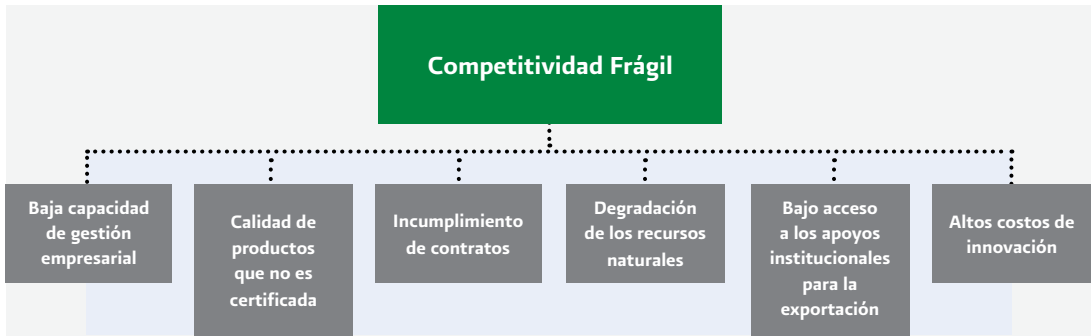 Competitividad Frágil
Baja capacidad
de gestión
empresarial
Calidad de
productos
que no es
certificada
Incumplimiento
de contratos
Degradación
de los recursos
naturales
Bajo acceso
a los apoyos
institucionales
para la
exportación
Altos costos de
innovación